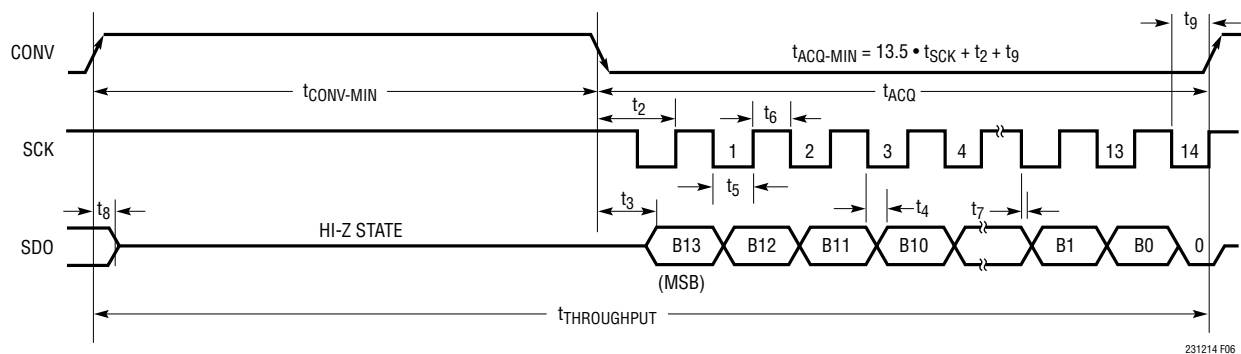 CONV
t9
tACQ-MIN = 13.5 • tSCK + t2 + t9
tCONV-MIN
tACQ
t2
t6
SCK
1
2
3
4
13
14
t5
t8
t3
t4
t7
HI-Z STATE
SDO
B13
B12
B11
B10
B1
B0
0
(MSB)
tTHROUGHPUT
231214 F06